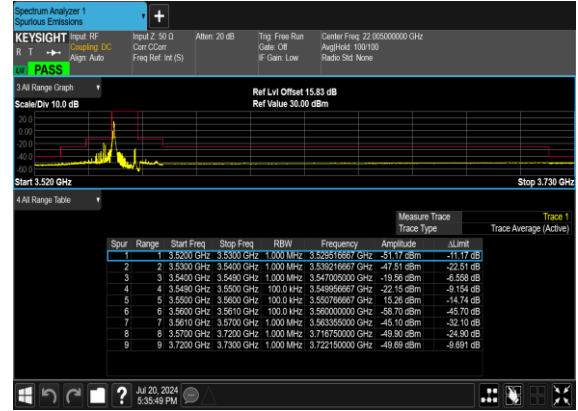 Spectrum Analyzer 1
Spurious Emissions
KEYSIGHT Input: RF Input Z: 50 Ω Atten: 20 dB Trig: Free Run Center Freq: 22.005000000 GHz
R T Coupling: DC Corr CCorr Gate: Off Avg|Hold: 100/100
Align: Auto Freq Ref: Int (S) IF Gain: Low Radio Std: None
PASS
3 All Range Graph
Ref Lvl Offset 15.83 dB
Scale/Div 10.0 dB Ref Value 30.00 dBm
20.0
0.00
-20.0
-40.0
-60.0
Start 3.520 GHz Stop 3.730 GHz
4 All Range Table
Measure Trace Trace 1
Trace Type Trace Average (Active)
Spur Range Start Freq Stop Freq RBW Frequency Amplitude ΔLimit
1 1 3.5200 GHz 3.5300 GHz 1.000 MHz 3.529516667 GHz -51.17 dBm -11.17 dB
2 2 3.5300 GHz 3.5400 GHz 1.000 MHz 3.539216667 GHz -47.51 dBm -22.51 dB
3 3 3.5400 GHz 3.5490 GHz 1.000 MHz 3.547005000 GHz -19.56 dBm -6.558 dB
4 4 3.5490 GHz 3.5500 GHz 100.0 kHz 3.549956667 GHz -22.15 dBm -9.154 dB
5 5 3.5500 GHz 3.5600 GHz 100.0 kHz 3.550766667 GHz 15.26 dBm -14.74 dB
6 6 3.5600 GHz 3.5610 GHz 100.0 kHz 3.560000000 GHz -58.70 dBm -45.70 dB
7 7 3.5610 GHz 3.5700 GHz 1.000 MHz 3.563355000 GHz -45.10 dBm -32.10 dB
8 8 3.5700 GHz 3.7200 GHz 1.000 MHz 3.716750000 GHz -49.90 dBm -24.90 dB
9 9 3.7200 GHz 3.7300 GHz 1.000 MHz 3.722150000 GHz -49.69 dBm -9.691 dB
Jul 20, 2024
5:35:49 PM